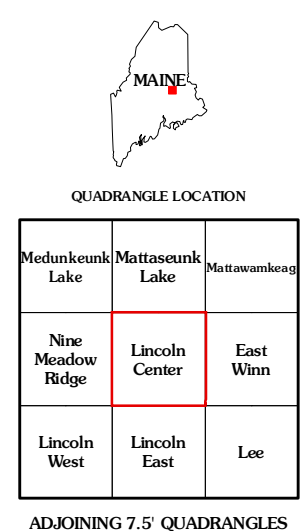 MAINE
QUADRANGLE LOCATION
Medunkeunk
Lake
Mattaseunk
Lake
Mattawamkeag
Nine
Meadow
Ridge
Lincoln
Center
East
Winn
Lincoln
West
Lincoln
East
Lee
ADJOINING 7.5' QUADRANGLES